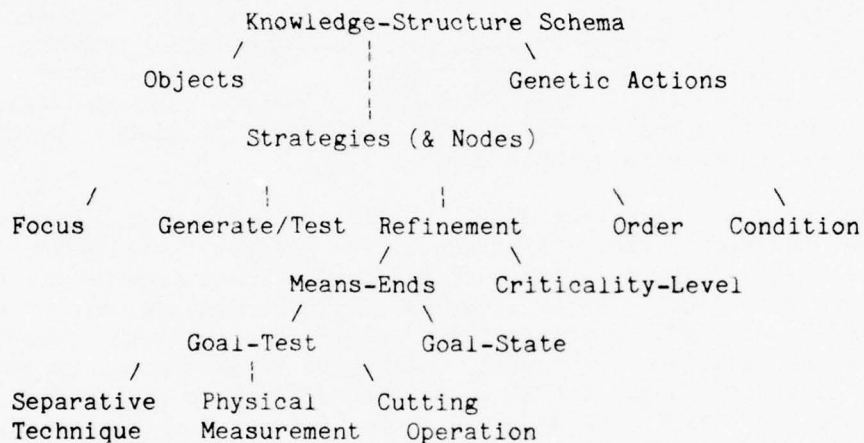 Knowledge-Structure Schema
/ ¦ \
Objects ¦ Genetic Actions
¦
Strategies (& Nodes)
/ ¦ ¦ \ \
Focus Generate/Test Refinement Order Condition
/ \
Means-Ends Criticality-Level
/ \
Goal-Test Goal-State
/ ¦ \
Separative Physical Cutting
Technique Measurement Operation